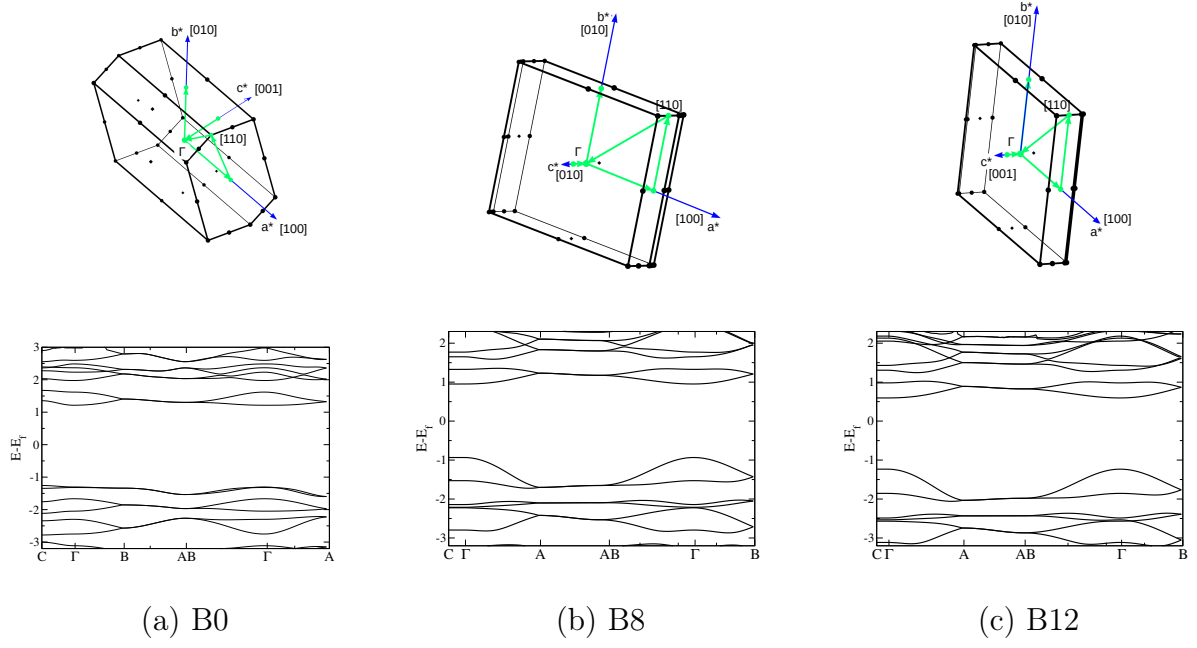 b*
[010]
c*
[001]
[110]
Γ
a*
[100]
b*
[010]
[110]
Γ
c*
[010]
[100]
a*
b*
[010]
[110]
Γ
c*
[001]
[100]
a*
E-E_f
3
2
1
0
-1
-2
-3
C Γ B AB Γ A
E-E_f
2
1
0
-1
-2
-3
C Γ A AB Γ B
E-E_f
2
1
0
-1
-2
-3
C Γ A AB Γ B
(a) B0
(b) B8
(c) B12